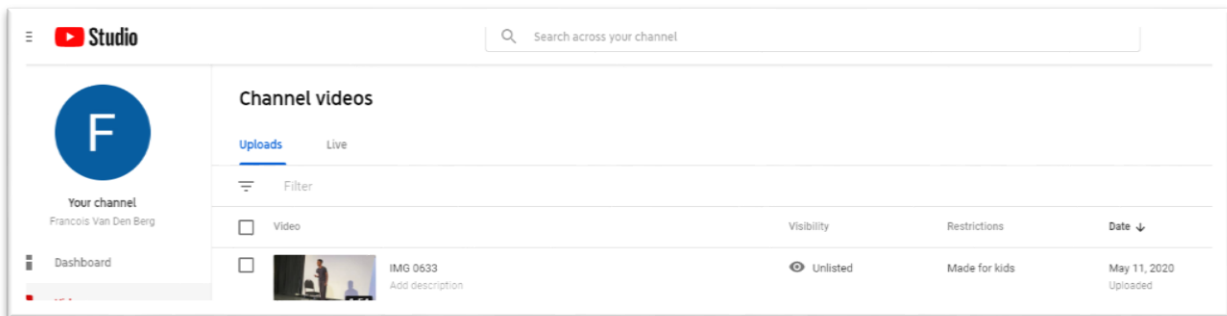 Studio
Search across your channel
F
Your channel
Francois Van Den Berg
Dashboard
Channel videos
Uploads Live
Filter
Video Visibility Restrictions Date
IMG 0633 Unlisted Made for kids May 11, 2020
Add description Uploaded